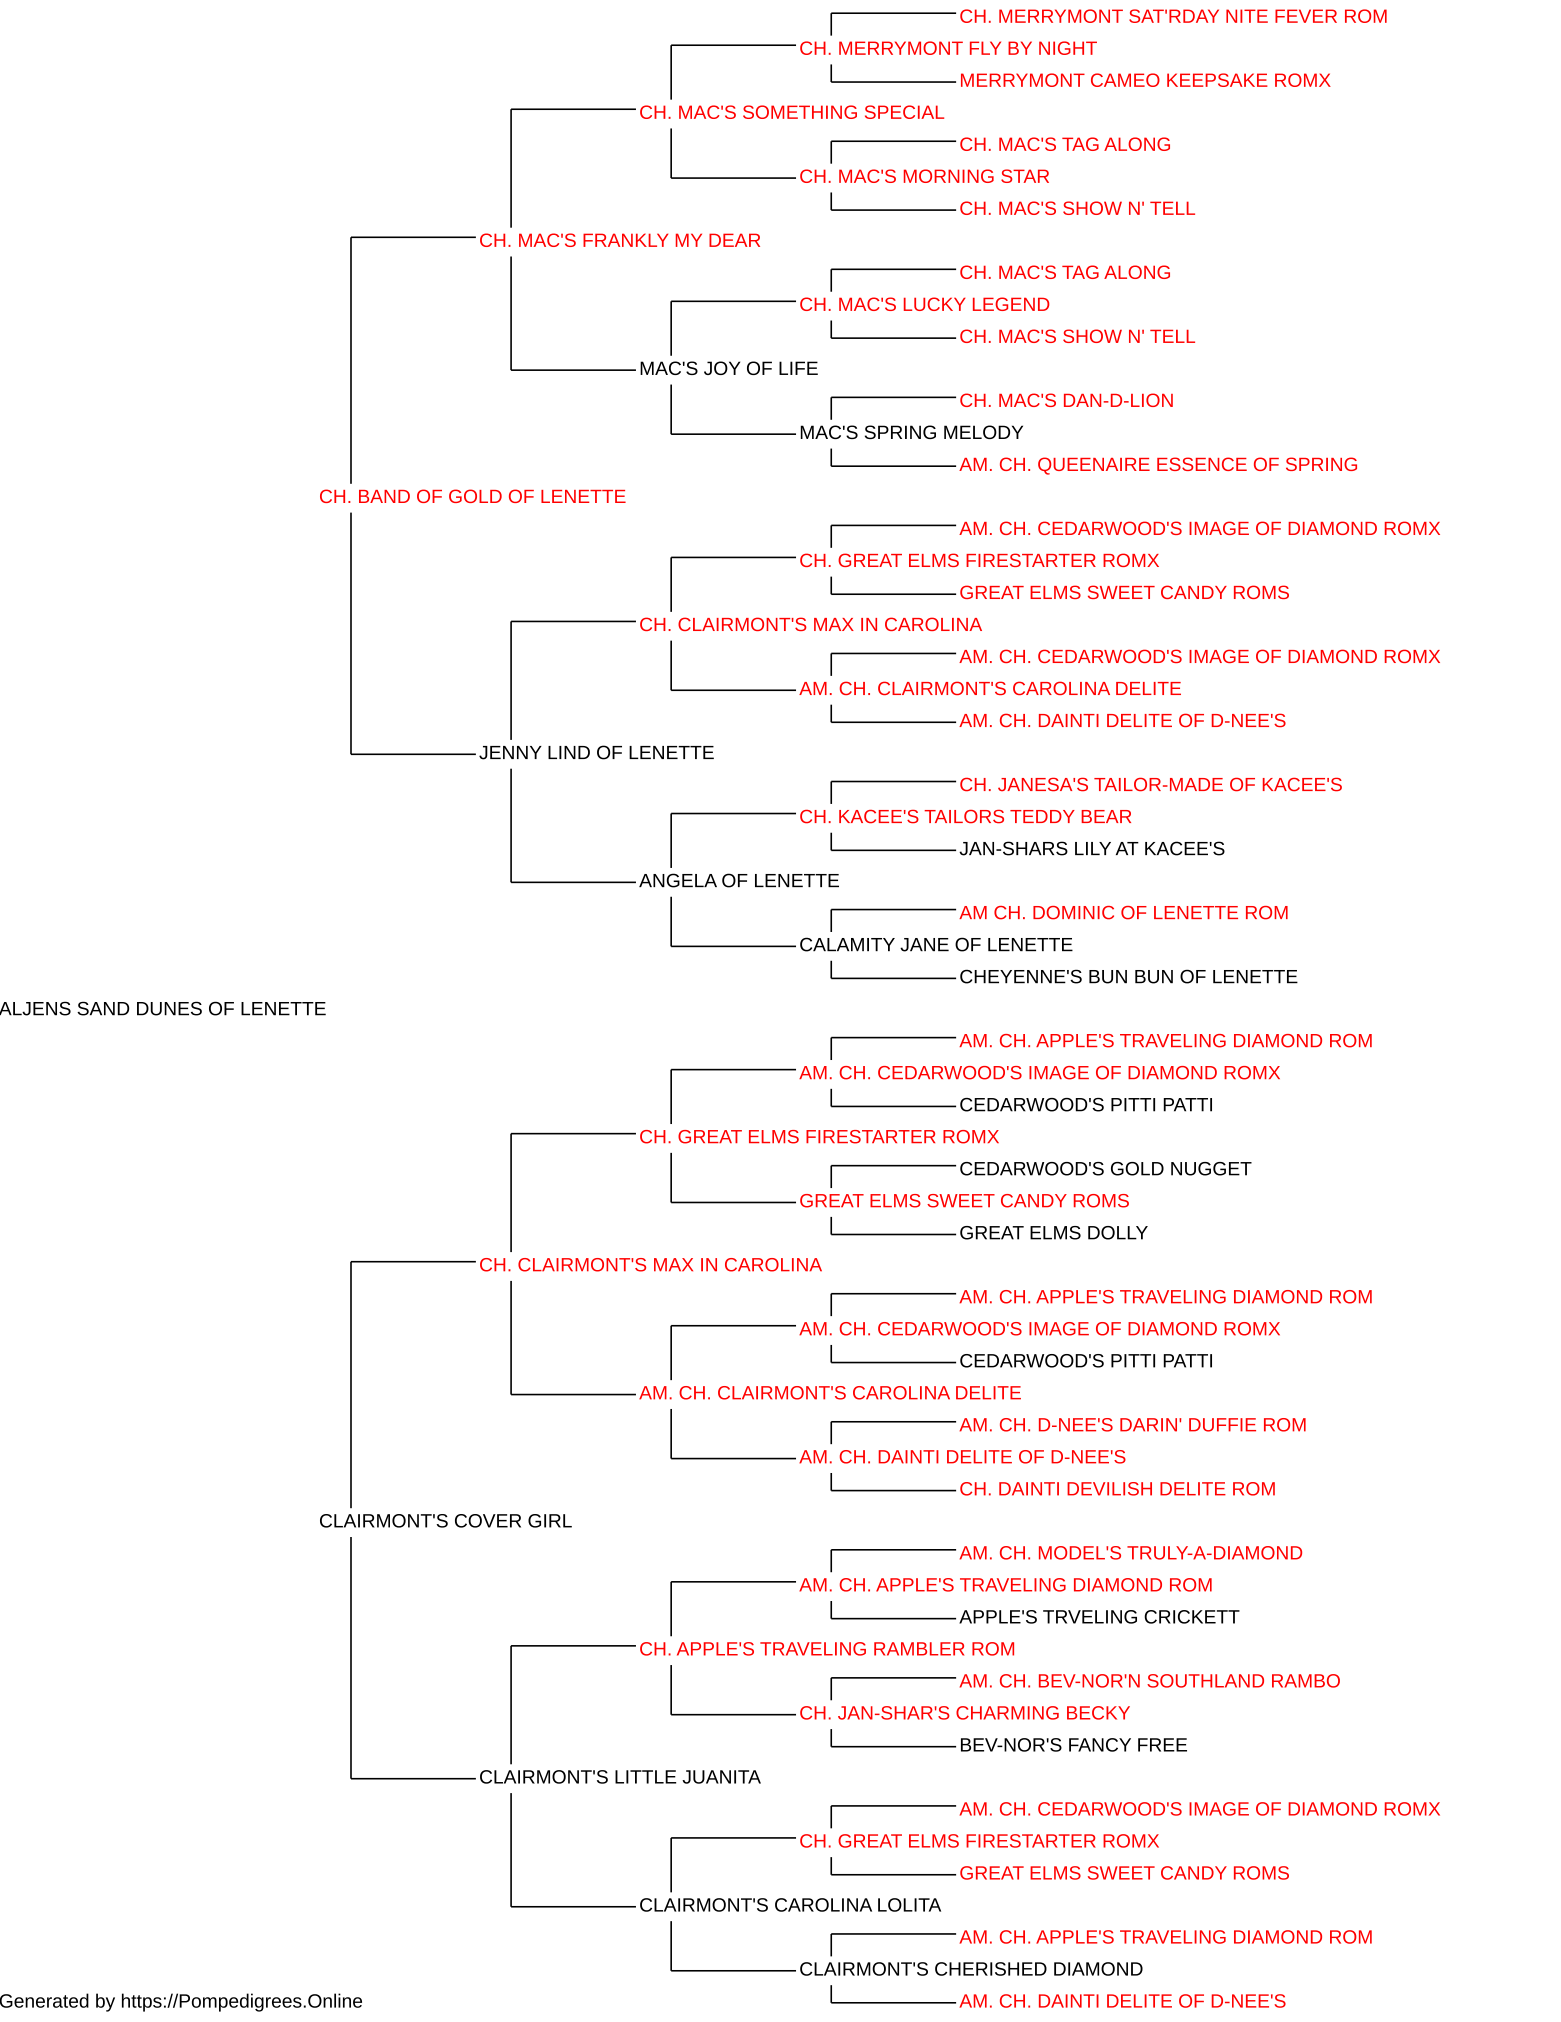 CH. MERRYMONT SAT'RDAY NITE FEVER ROM
CH. MERRYMONT FLY BY NIGHT
MERRYMONT CAMEO KEEPSAKE ROMX
CH. MAC'S SOMETHING SPECIAL
CH. MAC'S TAG ALONG
CH. MAC'S MORNING STAR
CH. MAC'S SHOW N' TELL
CH. MAC'S FRANKLY MY DEAR
CH. MAC'S TAG ALONG
CH. MAC'S LUCKY LEGEND
CH. MAC'S SHOW N' TELL
MAC'S JOY OF LIFE
CH. MAC'S DAN-D-LION
MAC'S SPRING MELODY
AM. CH. QUEENAIRE ESSENCE OF SPRING
CH. BAND OF GOLD OF LENETTE
AM. CH. CEDARWOOD'S IMAGE OF DIAMOND ROMX
CH. GREAT ELMS FIRESTARTER ROMX
GREAT ELMS SWEET CANDY ROMS
CH. CLAIRMONT'S MAX IN CAROLINA
AM. CH. CEDARWOOD'S IMAGE OF DIAMOND ROMX
AM. CH. CLAIRMONT'S CAROLINA DELITE
AM. CH. DAINTI DELITE OF D-NEE'S
JENNY LIND OF LENETTE
CH. JANESA'S TAILOR-MADE OF KACEE'S
CH. KACEE'S TAILORS TEDDY BEAR
JAN-SHARS LILY AT KACEE'S
ANGELA OF LENETTE
AM CH. DOMINIC OF LENETTE ROM
CALAMITY JANE OF LENETTE
CHEYENNE'S BUN BUN OF LENETTE
ALJENS SAND DUNES OF LENETTE
AM. CH. APPLE'S TRAVELING DIAMOND ROM
AM. CH. CEDARWOOD'S IMAGE OF DIAMOND ROMX
CEDARWOOD'S PITTI PATTI
CH. GREAT ELMS FIRESTARTER ROMX
CEDARWOOD'S GOLD NUGGET
GREAT ELMS SWEET CANDY ROMS
GREAT ELMS DOLLY
CH. CLAIRMONT'S MAX IN CAROLINA
AM. CH. APPLE'S TRAVELING DIAMOND ROM
AM. CH. CEDARWOOD'S IMAGE OF DIAMOND ROMX
CEDARWOOD'S PITTI PATTI
AM. CH. CLAIRMONT'S CAROLINA DELITE
AM. CH. D-NEE'S DARIN' DUFFIE ROM
AM. CH. DAINTI DELITE OF D-NEE'S
CH. DAINTI DEVILISH DELITE ROM
CLAIRMONT'S COVER GIRL
AM. CH. MODEL'S TRULY-A-DIAMOND
AM. CH. APPLE'S TRAVELING DIAMOND ROM
APPLE'S TRVELING CRICKETT
CH. APPLE'S TRAVELING RAMBLER ROM
AM. CH. BEV-NOR'N SOUTHLAND RAMBO
CH. JAN-SHAR'S CHARMING BECKY
BEV-NOR'S FANCY FREE
CLAIRMONT'S LITTLE JUANITA
AM. CH. CEDARWOOD'S IMAGE OF DIAMOND ROMX
CH. GREAT ELMS FIRESTARTER ROMX
GREAT ELMS SWEET CANDY ROMS
CLAIRMONT'S CAROLINA LOLITA
AM. CH. APPLE'S TRAVELING DIAMOND ROM
CLAIRMONT'S CHERISHED DIAMOND
AM. CH. DAINTI DELITE OF D-NEE'S
Generated by https://Pompedigrees.Online